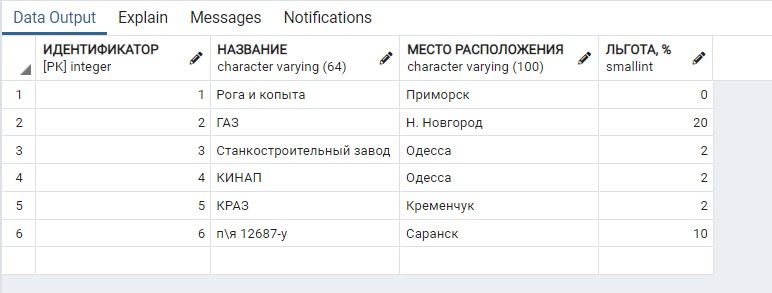 Data Output Explain Messages Notifications
ИДЕНТИФИКАТОР НАЗВАНИЕ МЕСТО РАСПОЛОЖЕНИЯ ЛЬГОТА, %
[PK] integer character varying (64) character varying (100) smallint
1 1 Рога и копыта Приморск 0
2 2 ГАЗ Н. Новгород 20
3 3 Станкостроительный завод Одесса 2
4 4 КИНАП Одесса 2
5 5 КРАЗ Кременчук 2
6 6 п\я 12687-у Саранск 10